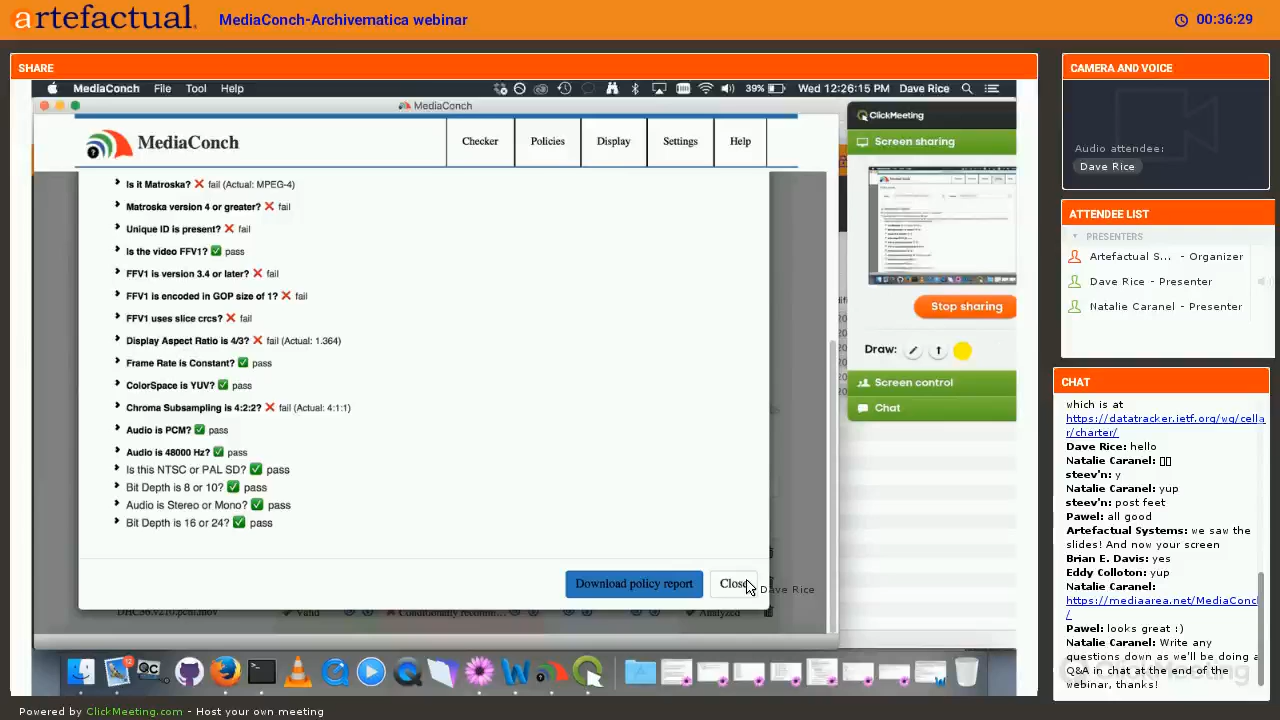 artefactual.
MediaConch-Archivematica webinar
00:36:29
SHARE
MediaConch File Tool Help
39%
Wed 12:26:15 PM Dave Rice
MediaConch
MediaConch
Checker
Policies
Display
Settings
Help
Is it Matroska? ❌ fail (Actual: MPEG-4)
Matroska version 4 or greater? ❌ fail
Unique ID is present? ❌ fail
Is the video FFV1? ✅ pass
FFV1 is version 3.4 or later? ❌ fail
FFV1 is encoded in GOP size of 1? ❌ fail
FFV1 uses slice crcs? ❌ fail
Display Aspect Ratio is 4/3? ❌ fail (Actual: 1.364)
Frame Rate is Constant? ✅ pass
ColorSpace is YUV? ✅ pass
Chroma Subsampling is 4:2:2? ❌ fail (Actual: 4:1:1)
Audio is PCM? ✅ pass
Audio is 48000 Hz? ✅ pass
Is this NTSC or PAL SD? ✅ pass
Bit Depth is 8 or 10? ✅ pass
Audio is Stereo or Mono? ✅ pass
Bit Depth is 16 or 24? ✅ pass
Download policy report
Close
Dave Rice
Valid
Analyzed
ClickMeeting
Screen sharing
Stop sharing
Draw:
Screen control
Chat
CAMERA AND VOICE
Audio attendee:
Dave Rice
ATTENDEE LIST
PRESENTERS
Artefactual S... - Organizer
Dave Rice - Presenter
Natalie Caranel - Presenter
CHAT
which is at
https://datatracker.ietf.org/wg/cella
r/charter/
Dave Rice: hello
Natalie Caranel:
steev'n: y
Natalie Caranel: yup
steev'n: post feet
Pawel: all good
Artefactual Systems: we saw the
slides! And now your screen
Brian E. Davis: yes
Eddy Colloton: yup
Natalie Caranel:
https://mediaarea.net/MediaConch
/
Pawel: looks great :)
Natalie Caranel: Write any
questions down as we'll be doing a
Q&A in chat at the end of the
webinar, thanks!
ClickMeeting
Powered by ClickMeeting.com - Host your own meeting